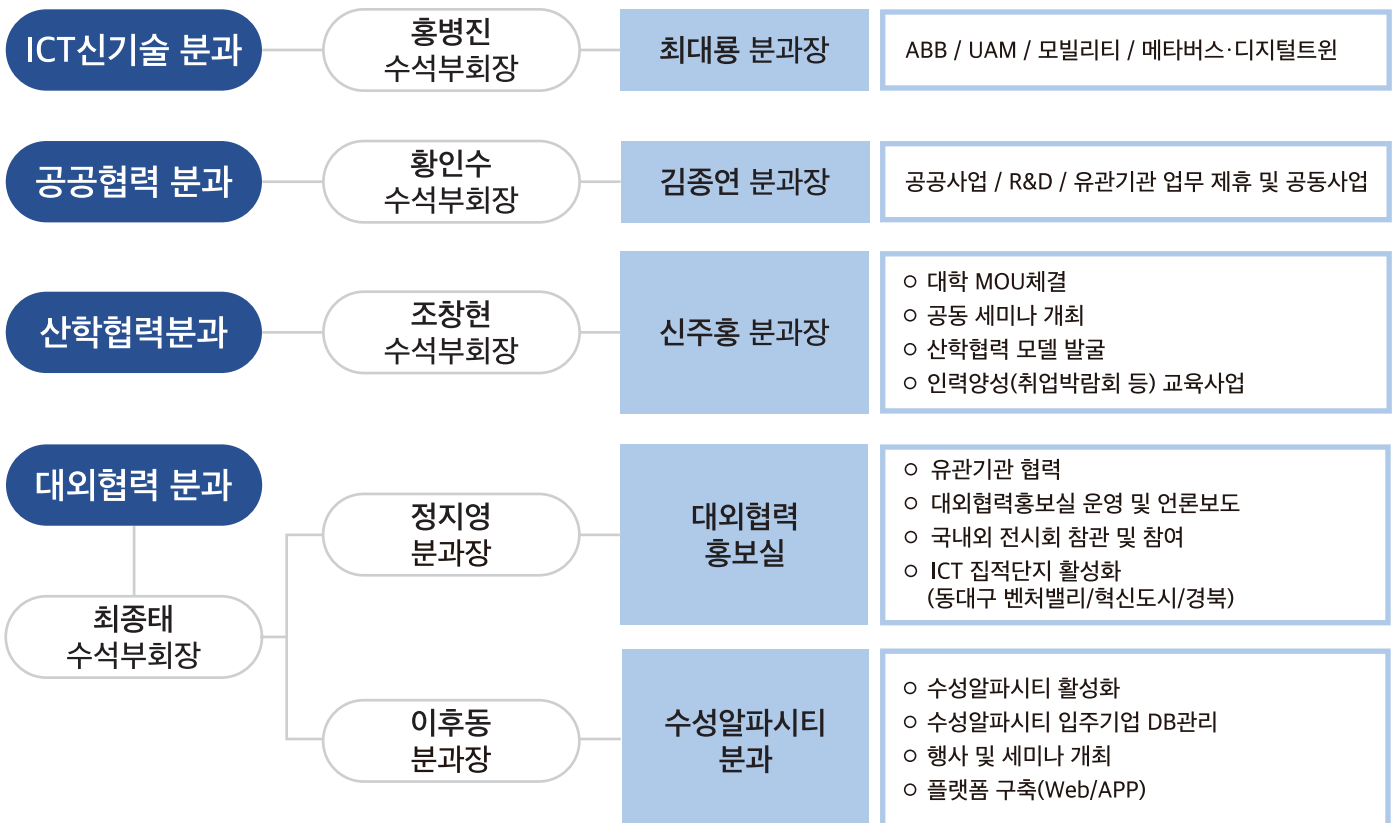 ICT신기술 분과
홍병진
수석부회장
최대룡 분과장
ABB / UAM / 모빌리티 / 메타버스·디지털트윈
공공협력 분과
황인수
수석부회장
김종연 분과장
공공사업 / R&D / 유관기관 업무 제휴 및 공동사업
산학협력분과
조창현
수석부회장
신주홍 분과장
○ 대학 MOU체결
○ 공동 세미나 개최
○ 산학협력 모델 발굴
○ 인력양성(취업박람회 등) 교육사업
대외협력 분과
최종태
수석부회장
정지영
분과장
대외협력
홍보실
○ 유관기관 협력
○ 대외협력홍보실 운영 및 언론보도
○ 국내외 전시회 참관 및 참여
○ ICT 집적단지 활성화
(동대구 벤처밸리/혁신도시/경북)
이후동
분과장
수성알파시티
분과
○ 수성알파시티 활성화
○ 수성알파시티 입주기업 DB관리
○ 행사 및 세미나 개최
○ 플랫폼 구축(Web/APP)